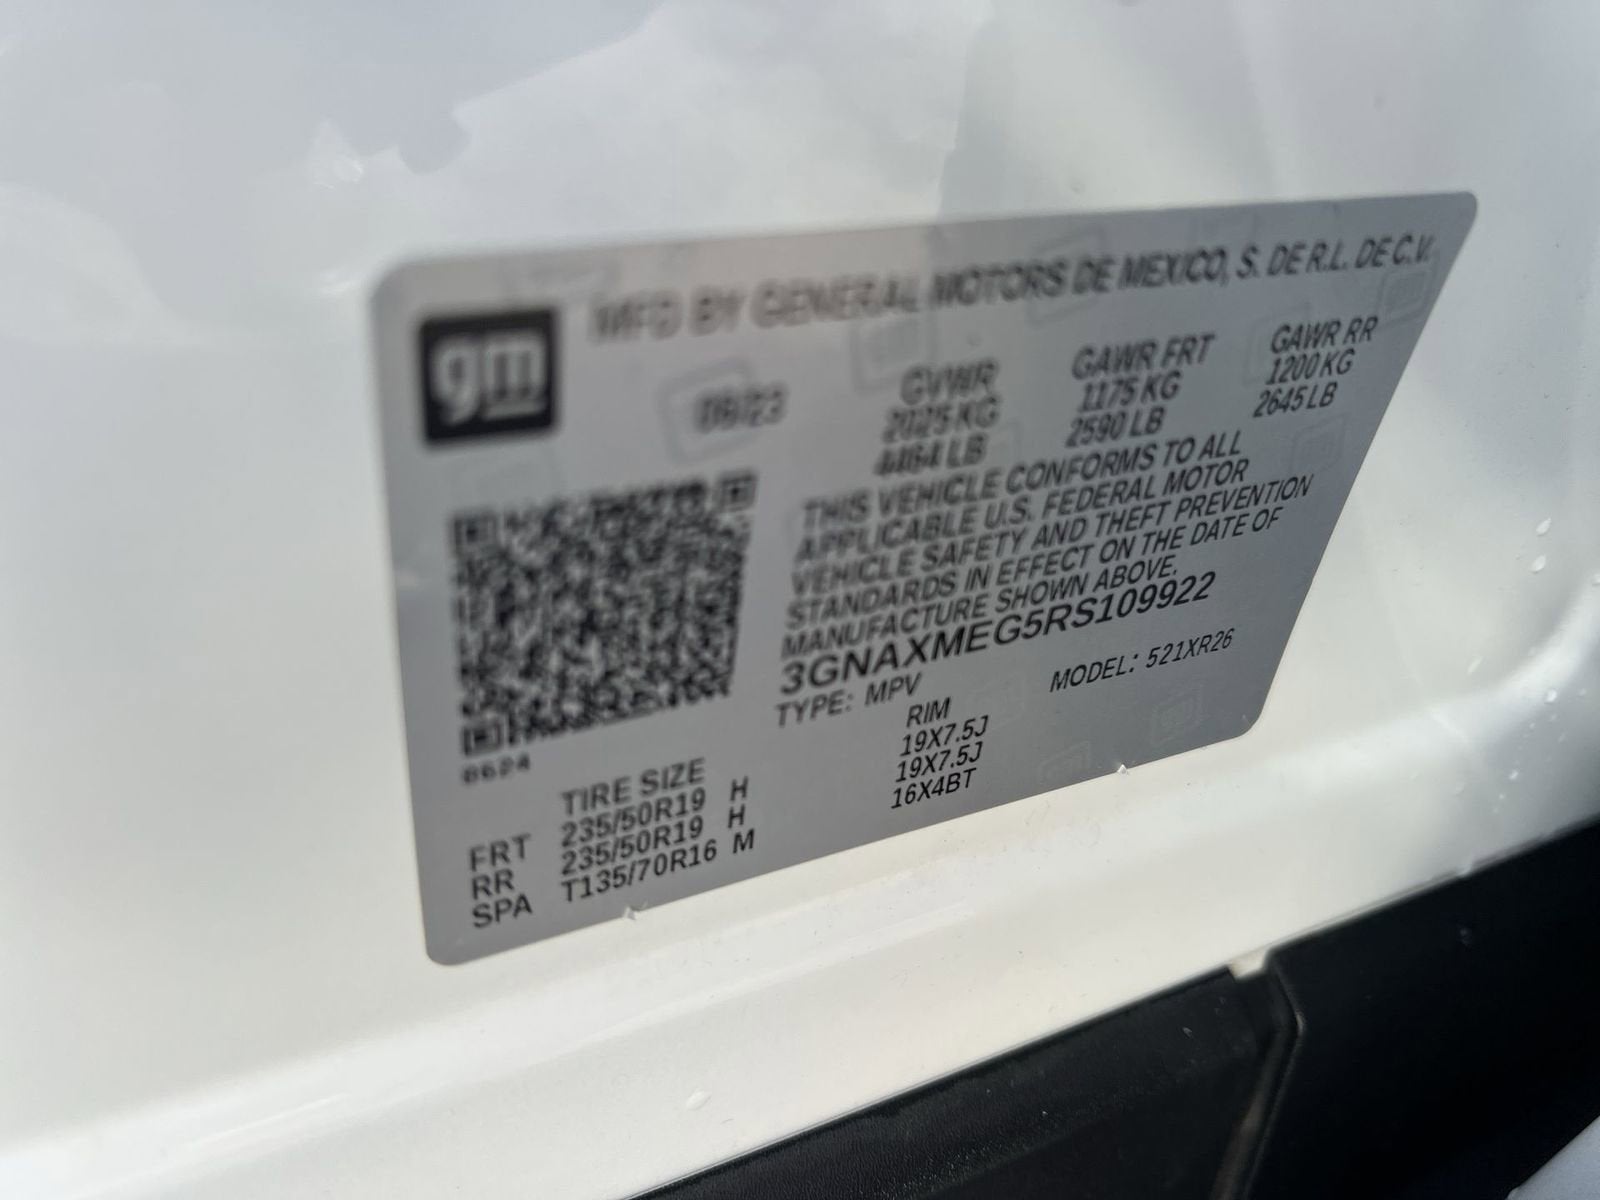 MFD BY GENERAL MOTORS DE MEXICO, S. DE R.L. DE C.V.
gm
GVWR GAWR FRT GAWR RR
2025 KG 1175 KG 1200 KG
4464 LB 2590 LB 2645 LB
THIS VEHICLE CONFORMS TO ALL
APPLICABLE U.S. FEDERAL MOTOR
VEHICLE SAFETY AND THEFT PREVENTION
STANDARDS IN EFFECT ON THE DATE OF
MANUFACTURE SHOWN ABOVE.
3GNAXMEG5RS109922
TYPE: MPV MODEL: 521XR26
0624
TIRE SIZE RIM
FRT 235/50R19 H 19X7.5J
RR 235/50R19 H 19X7.5J
SPA T135/70R16 M 16X4BT